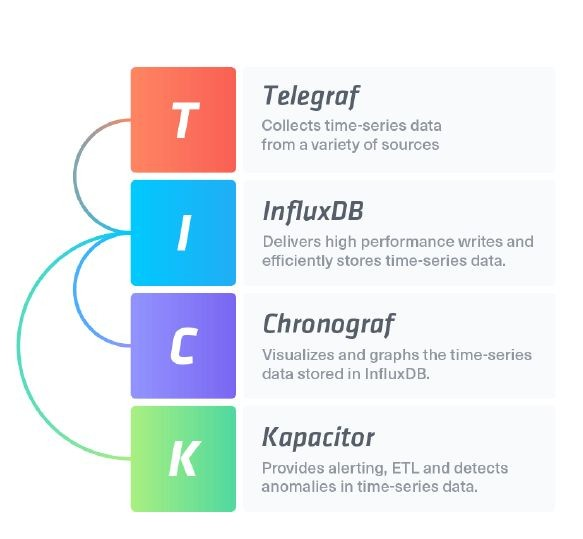 T
Telegraf
Collects time-series data
from a variety of sources
I
InfluxDB
Delivers high performance writes and
efficiently stores time-series data.
C
Chronograf
Visualizes and graphs the time-series
data stored in InfluxDB.
K
Kapacitor
Provides alerting, ETL and detects
anomalies in time-series data.